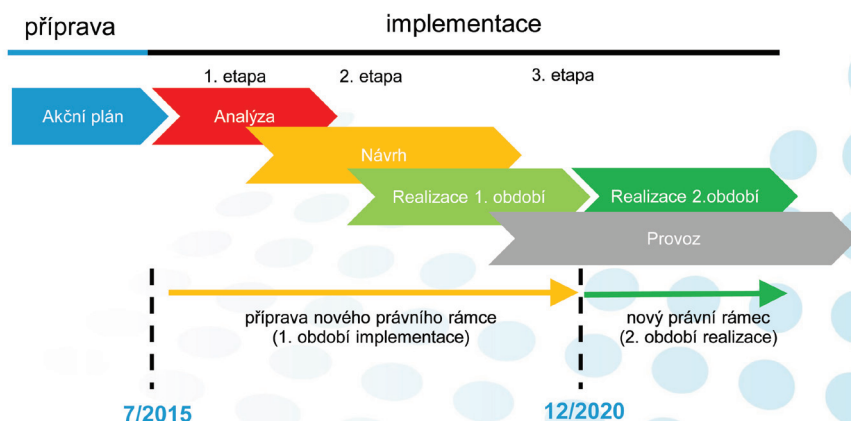 příprava
implementace
1. etapa
2. etapa
3. etapa
Akční plán
Analýza
Návrh
Realizace 1. období
Realizace 2.období
Provoz
příprava nového právního rámce
(1. období implementace)
nový právní rámec
(2. období realizace)
7/2015
12/2020